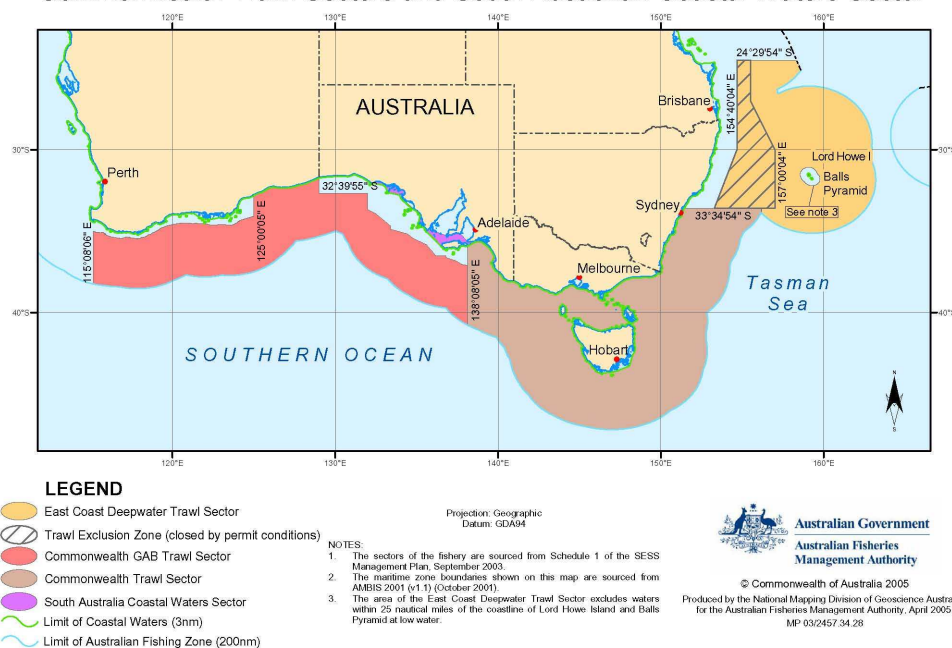 120°E 130°E 140°E 150°E 160°E
24°29'54" S
154°40'04" E
Brisbane
AUSTRALIA
30°S
Lord Howe I
157°00'04" E
Balls
Pyramid
Perth
32°39'55" S
Sydney
See note 3
33°34'54" S
Adelaide
115°08'06" E
125°00'05" E
138°08'05" E
Melbourne
Tasman
Sea
40°S 40°S
SOUTHERN OCEAN
Hobart
N
S
120°E 130°E 140°E 150°E 160°E
LEGEND
East Coast Deepwater Trawl Sector
Trawl Exclusion Zone (closed by permit conditions)
Commonwealth GAB Trawl Sector
Commonwealth Trawl Sector
South Australia Coastal Waters Sector
Limit of Coastal Waters (3nm)
Limit of Australian Fishing Zone (200nm)
Projection: Geographic
Datum: GDA94
NOTES:
1. The sectors of the fishery are sourced from Schedule 1 of the SESS
Management Plan, September 2003.
2. The maritime zone boundaries shown on this map are sourced from
AMBIS 2001 (v1.1) (October 2001).
3. The area of the East Coast Deepwater Trawl Sector excludes waters
within 25 nautical miles of the coastline of Lord Howe Island and Balls
Pyramid at low water.
Australian Government
Australian Fisheries
Management Authority
© Commonwealth of Australia 2005
Produced by the National Mapping Division of Geoscience Austra
for the Australian Fisheries Management Authority, April 2005
MP 03/2457.34.28